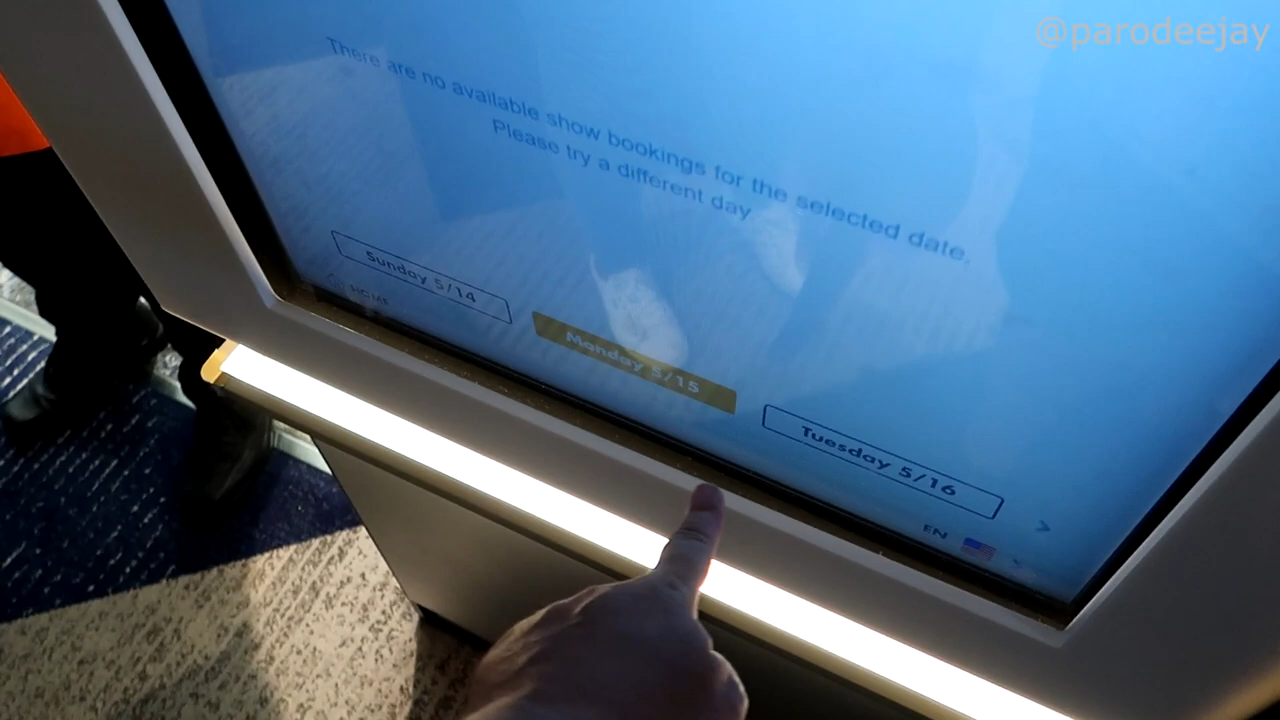 @parodeejay
There are no available show bookings for the selected date.
Please try a different day
Sunday 5/14
Monday 5/15
Tuesday 5/16
HOME
EN